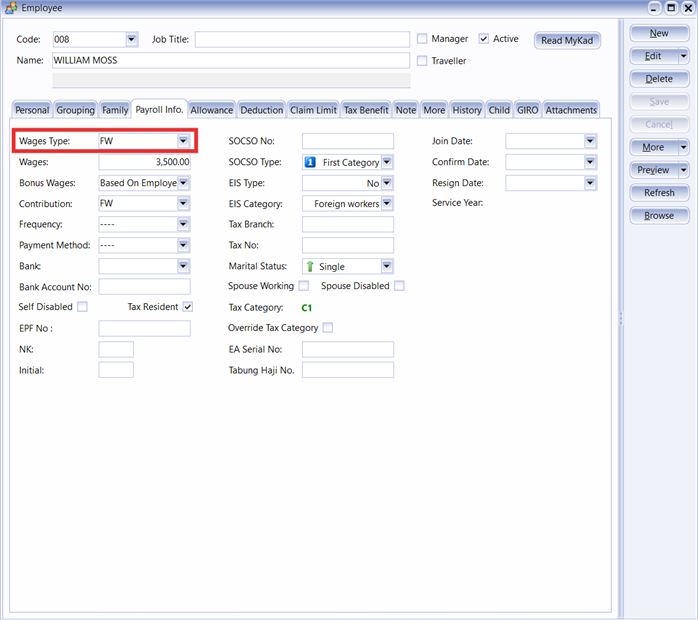 Employee
Code: 008 Job Title: Manager Active Read MyKad
Name: WILLIAM MOSS Traveller
Personal Grouping Family Payroll Info. Allowance Deduction Claim Limit Tax Benefit Note More History Child GIRO Attachments
Wages Type: FW SOCSO No: Join Date:
Wages: 3,500.00 SOCSO Type: 1 First Category Confirm Date:
Bonus Wages: Based On Employe EIS Type: No Resign Date:
Contribution: FW EIS Category: Foreign workers Service Year:
Frequency: ---- Tax Branch:
Payment Method: ---- Tax No:
Bank: Marital Status: Single
Bank Account No: Spouse Working Spouse Disabled
Self Disabled Tax Resident Tax Category: C1
EPF No : Override Tax Category
NK: EA Serial No:
Initial: Tabung Haji No.
New
Edit
Delete
Save
Cancel
More
Preview
Refresh
Browse